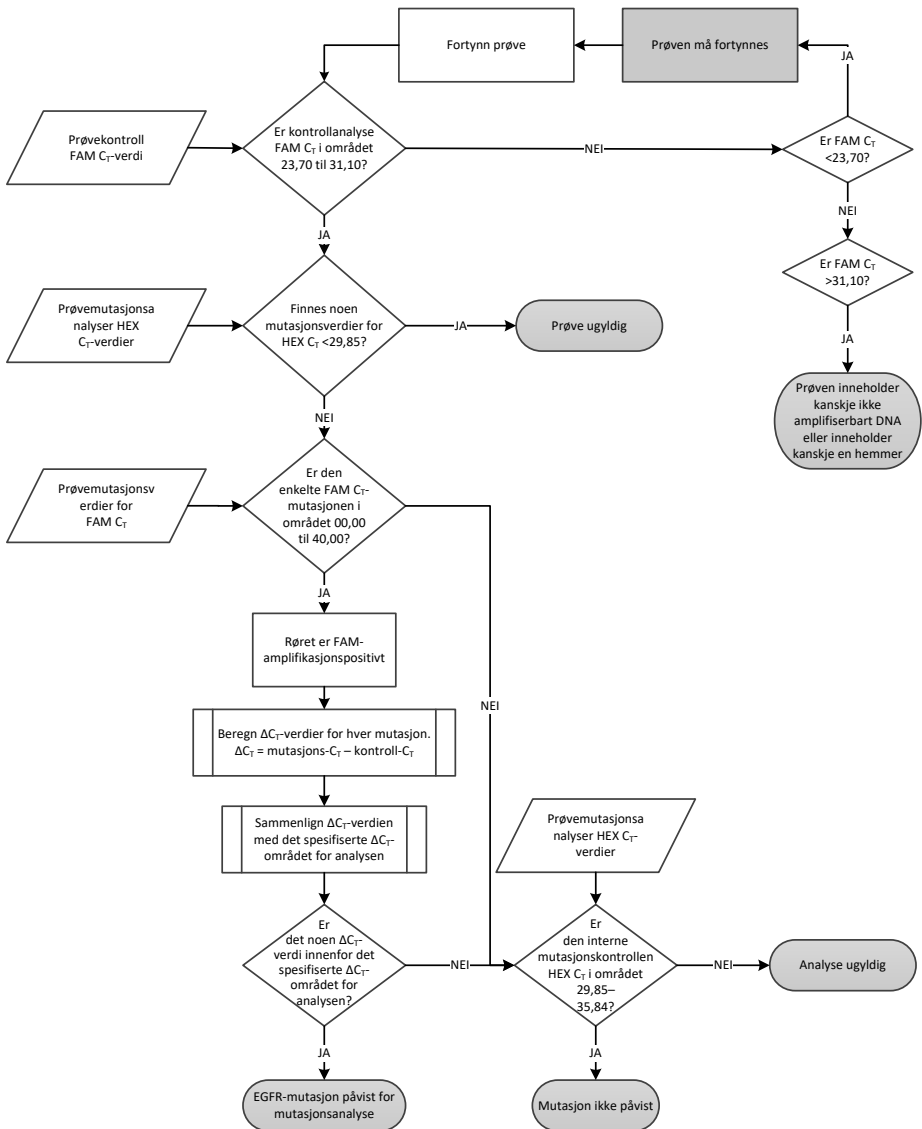 Fortynn prøve
Prøven må fortynnes
JA
Prøvekontroll
FAM CT-verdi
Er kontrollanalyse
FAM CT i området
23,70 til 31,10?
NEI
Er FAM CT
<23,70?
JA
NEI
Er FAM CT
>31,10?
Prøvemutasjonsa
nalyser HEX
CT-verdier
Finnes noen
mutasjonsverdier for
HEX CT <29,85?
JA
Prøve ugyldig
JA
NEI
Prøven inneholder
kanskje ikke
amplifiserbart DNA
eller inneholder
kanskje en hemmer
Prøvemutasjonsv
erdier for
FAM CT
Er den
enkelte FAM CT-
mutasjonen i
området 00,00
til 40,00?
JA
Røret er FAM-
amplifikasjonspositivt
NEI
Beregn ΔCT-verdier for hver mutasjon.
ΔCT = mutasjons-CT – kontroll-CT
Sammenlign ΔCT-verdien
med det spesifiserte ΔCT-
området for analysen
Prøvemutasjonsa
nalyser HEX CT-
verdier
Er
det noen ΔCT-
verdi innenfor det
spesifiserte ΔCT-
området for
analysen?
NEI
Er
den interne
mutasjonskontrollen
HEX CT i området
29,85–
35,84?
NEI
Analyse ugyldig
JA
JA
EGFR-mutasjon påvist for
mutasjonsanalyse
Mutasjon ikke påvist